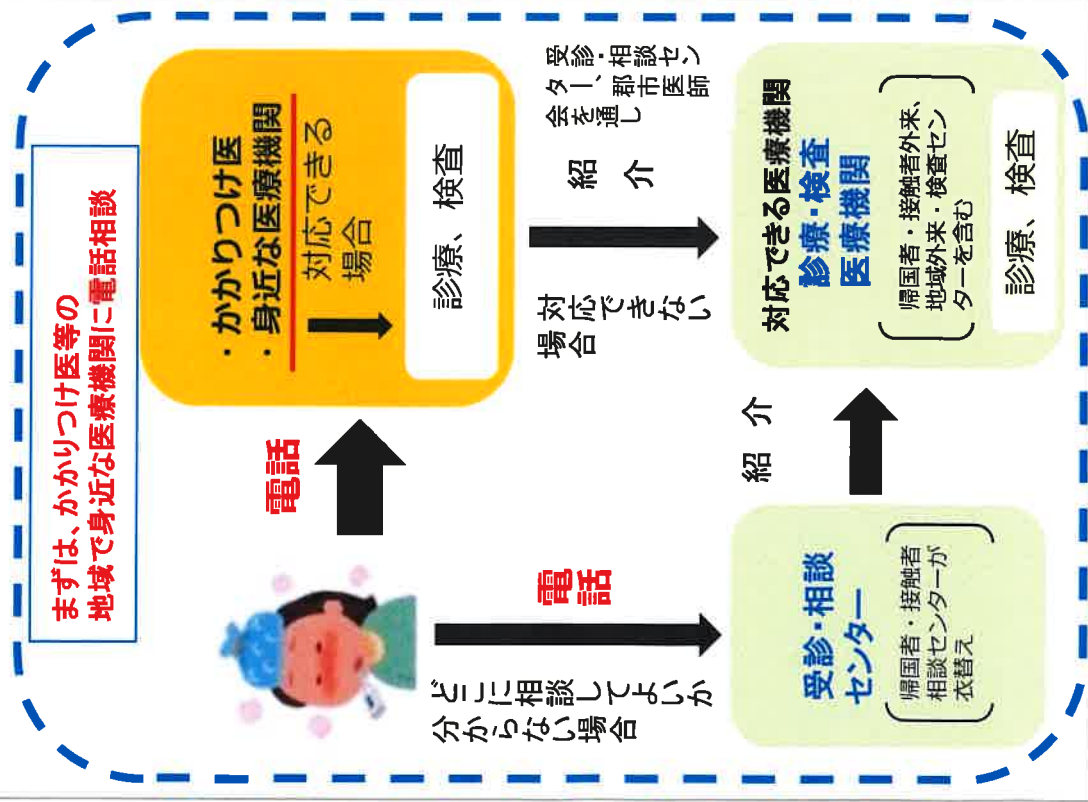 まずは、かかりつけ医等の
地域で身近な医療機関に電話相談
電話
・かかりつけ医
・身近な医療機関
対応できる
場合
診療、検査
どこに相談してよいか
分からない場合
電話
対応できない
場合
紹介
受診・相談セン
ター、郡市医師
会を通し
受診・相談
センター
帰国者・接触者
相談センターが
衣替え
紹介
対応できる医療機関
診療・検査
医療機関
帰国者・接触者外来、
地域外来・検査セン
ターを含む
診療、検査